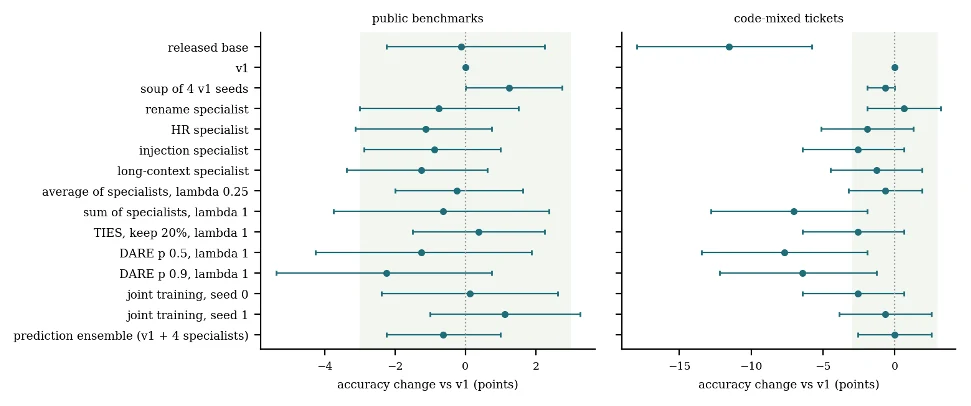 public benchmarks
code-mixed tickets
released base
v1
soup of 4 v1 seeds
rename specialist
HR specialist
injection specialist
long-context specialist
average of specialists, lambda 0.25
sum of specialists, lambda 1
TIES, keep 20%, lambda 1
DARE p 0.5, lambda 1
DARE p 0.9, lambda 1
joint training, seed 0
joint training, seed 1
prediction ensemble (v1 + 4 specialists)
−4 −2 0 2
−15 −10 −5 0
accuracy change vs v1 (points)
accuracy change vs v1 (points)